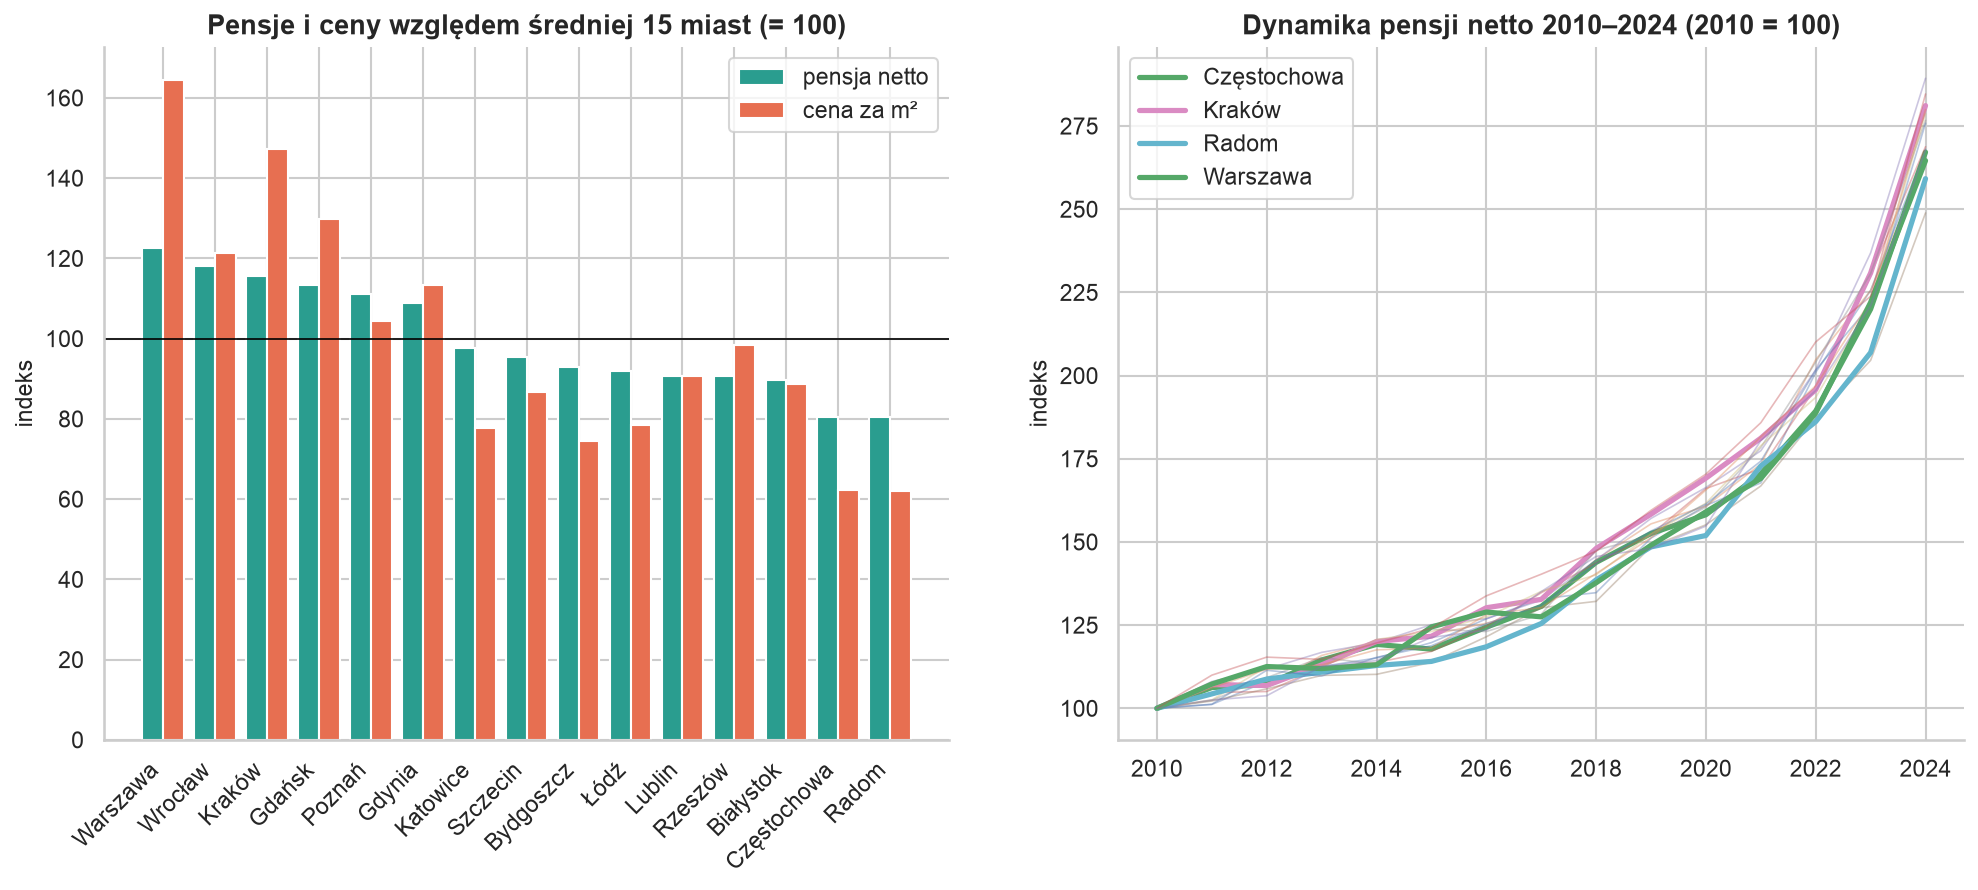 Pensje i ceny względem średniej 15 miast (= 100)
pensja netto
cena za m²
indeks
160
140
120
100
80
60
40
20
0
Warszawa
Wrocław
Kraków
Gdańsk
Poznań
Gdynia
Katowice
Szczecin
Bydgoszcz
Łódź
Lublin
Rzeszów
Białystok
Częstochowa
Radom
Dynamika pensji netto 2010–2024 (2010 = 100)
Częstochowa
Kraków
Radom
Warszawa
indeks
275
250
225
200
175
150
125
100
2010 2012 2014 2016 2018 2020 2022 2024